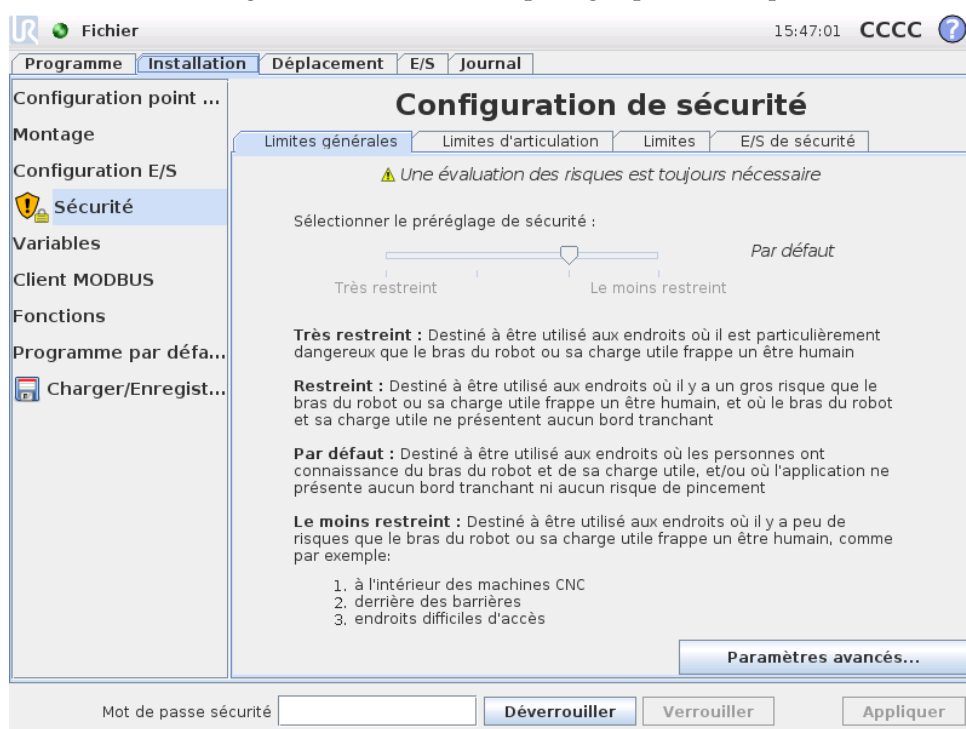 UR Fichier 15:47:01 CCCC ?
Programme Installation Déplacement E/S Journal
Configuration point ...
Montage
Configuration E/S
Sécurité
Variables
Client MODBUS
Fonctions
Programme par défa...
Charger/Enregist...
Configuration de sécurité
Limites générales Limites d'articulation Limites E/S de sécurité
Une évaluation des risques est toujours nécessaire
Sélectionner le préréglage de sécurité :
Par défaut
Très restreint Le moins restreint
Très restreint : Destiné à être utilisé aux endroits où il est particulièrement
dangereux que le bras du robot ou sa charge utile frappe un être humain
Restreint : Destiné à être utilisé aux endroits où il y a un gros risque que le
bras du robot ou sa charge utile frappe un être humain, et où le bras du robot
et sa charge utile ne présentent aucun bord tranchant
Par défaut : Destiné à être utilisé aux endroits où les personnes ont
connaissance du bras du robot et de sa charge utile, et/ou où l'application ne
présente aucun bord tranchant ni aucun risque de pincement
Le moins restreint : Destiné à être utilisé aux endroits où il y a peu de
risques que le bras du robot ou sa charge utile frappe un être humain, comme
par exemple:
1. à l'intérieur des machines CNC
2. derrière des barrières
3. endroits difficiles d'accès
Paramètres avancés...
Mot de passe sécurité Déverrouiller Verrouiller Appliquer